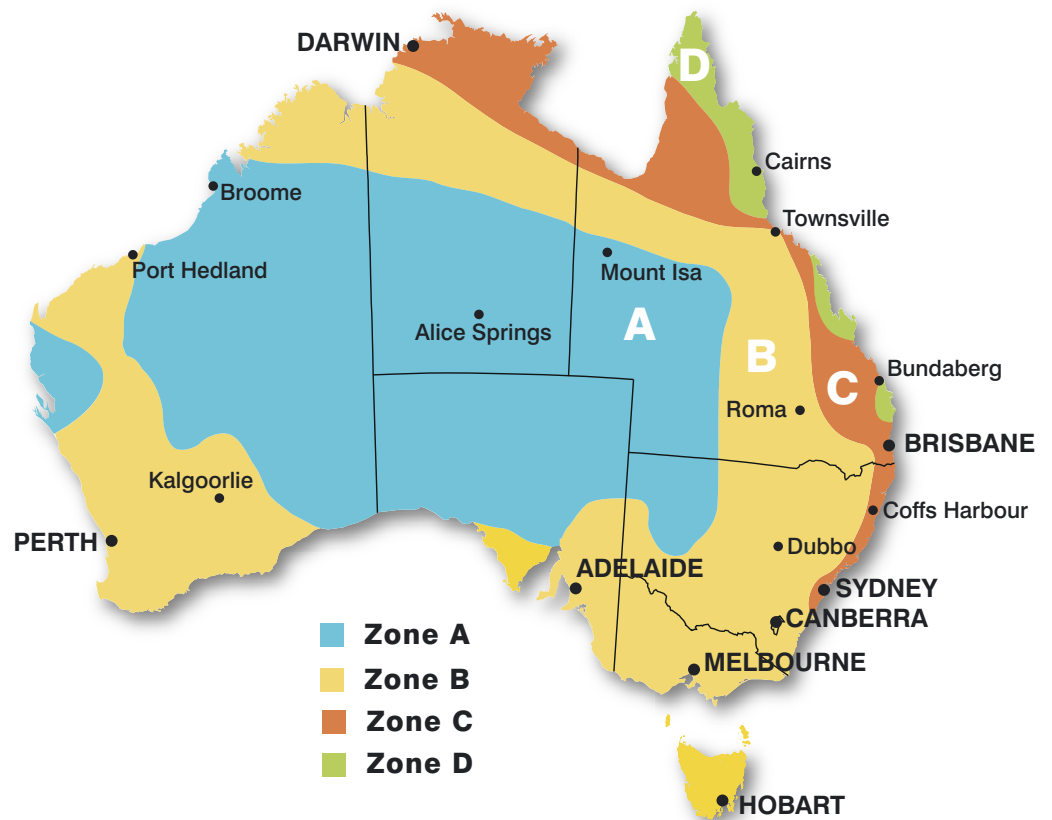 DARWIN
D
Cairns
Broome
Townsville
Port Hedland
Mount Isa
Alice Springs
A
B
Bundaberg
C
Roma
BRISBANE
Kalgoorlie
Coffs Harbour
PERTH
Dubbo
ADELAIDE
SYDNEY
CANBERRA
Zone A
MELBOURNE
Zone B
Zone C
Zone D
HOBART